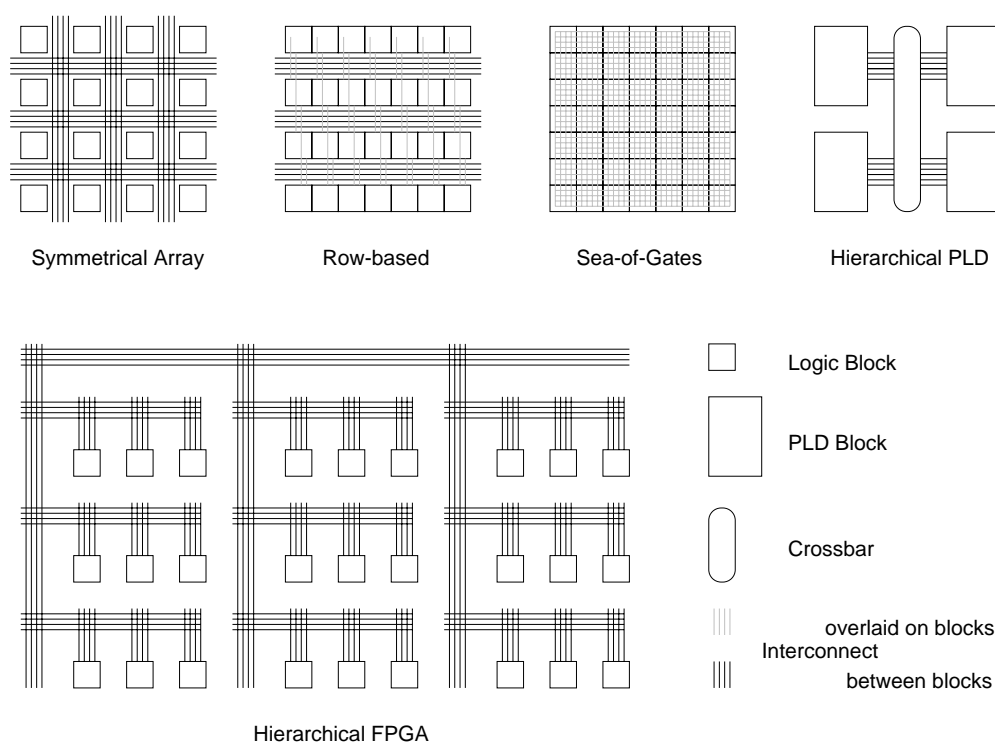 Symmetrical Array
Row-based
Sea-of-Gates
Hierarchical PLD
Logic Block
PLD Block
Crossbar
overlaid on blocks
Interconnect
between blocks
Hierarchical FPGA